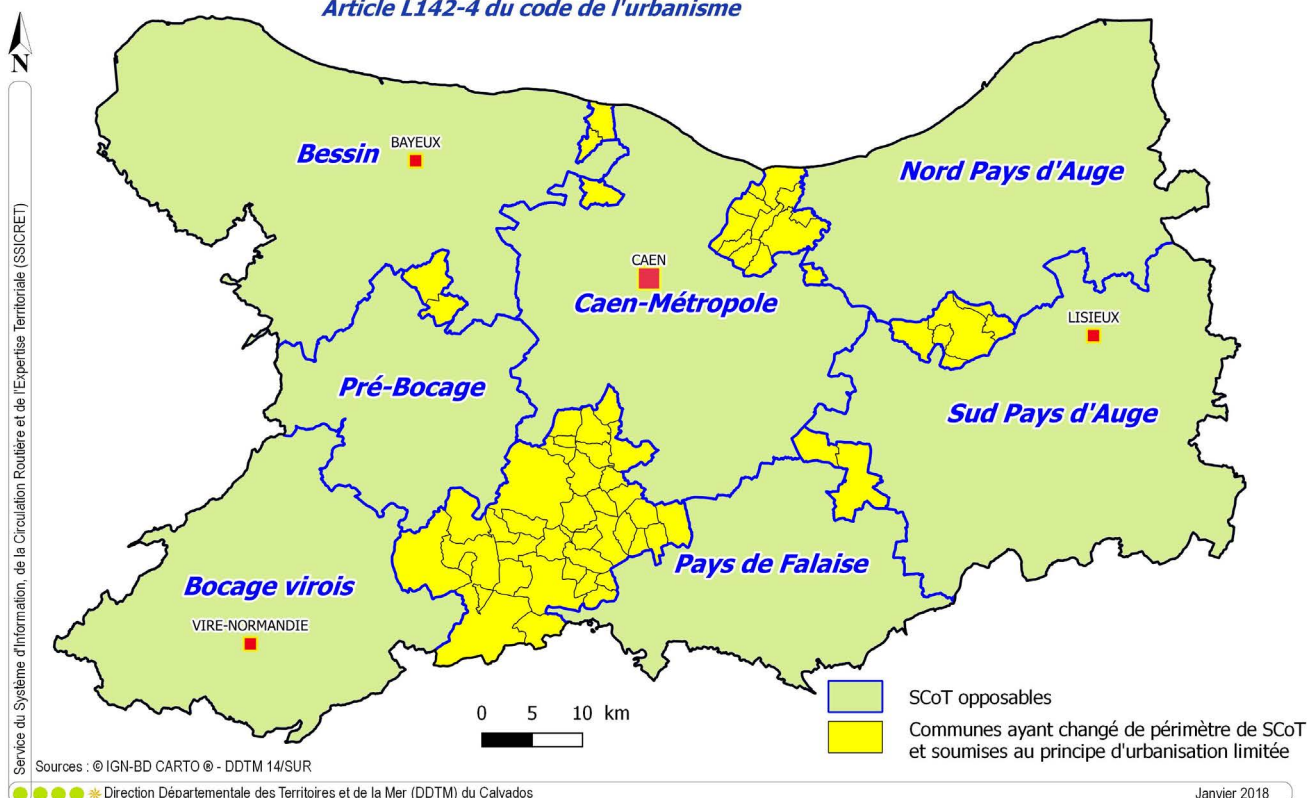 Article L142-4 du code de l'urbanisme
N
Bessin
BAYEUX
Nord Pays d'Auge
CAEN
Caen-Métropole
LISIEUX
Pré-Bocage
Sud Pays d'Auge
Pays de Falaise
Bocage virois
VIRE-NORMANDIE
0 5 10 km
SCoT opposables
Communes ayant changé de périmètre de SCoT
et soumises au principe d'urbanisation limitée
Service du Système d'Information, de la Circulation Routière et de l'Expertise Territoriale (SSICRET)
Sources : © IGN-BD CARTO ® - DDTM 14/SUR
Direction Départementale des Territoires et de la Mer (DDTM) du Calvados
Janvier 2018